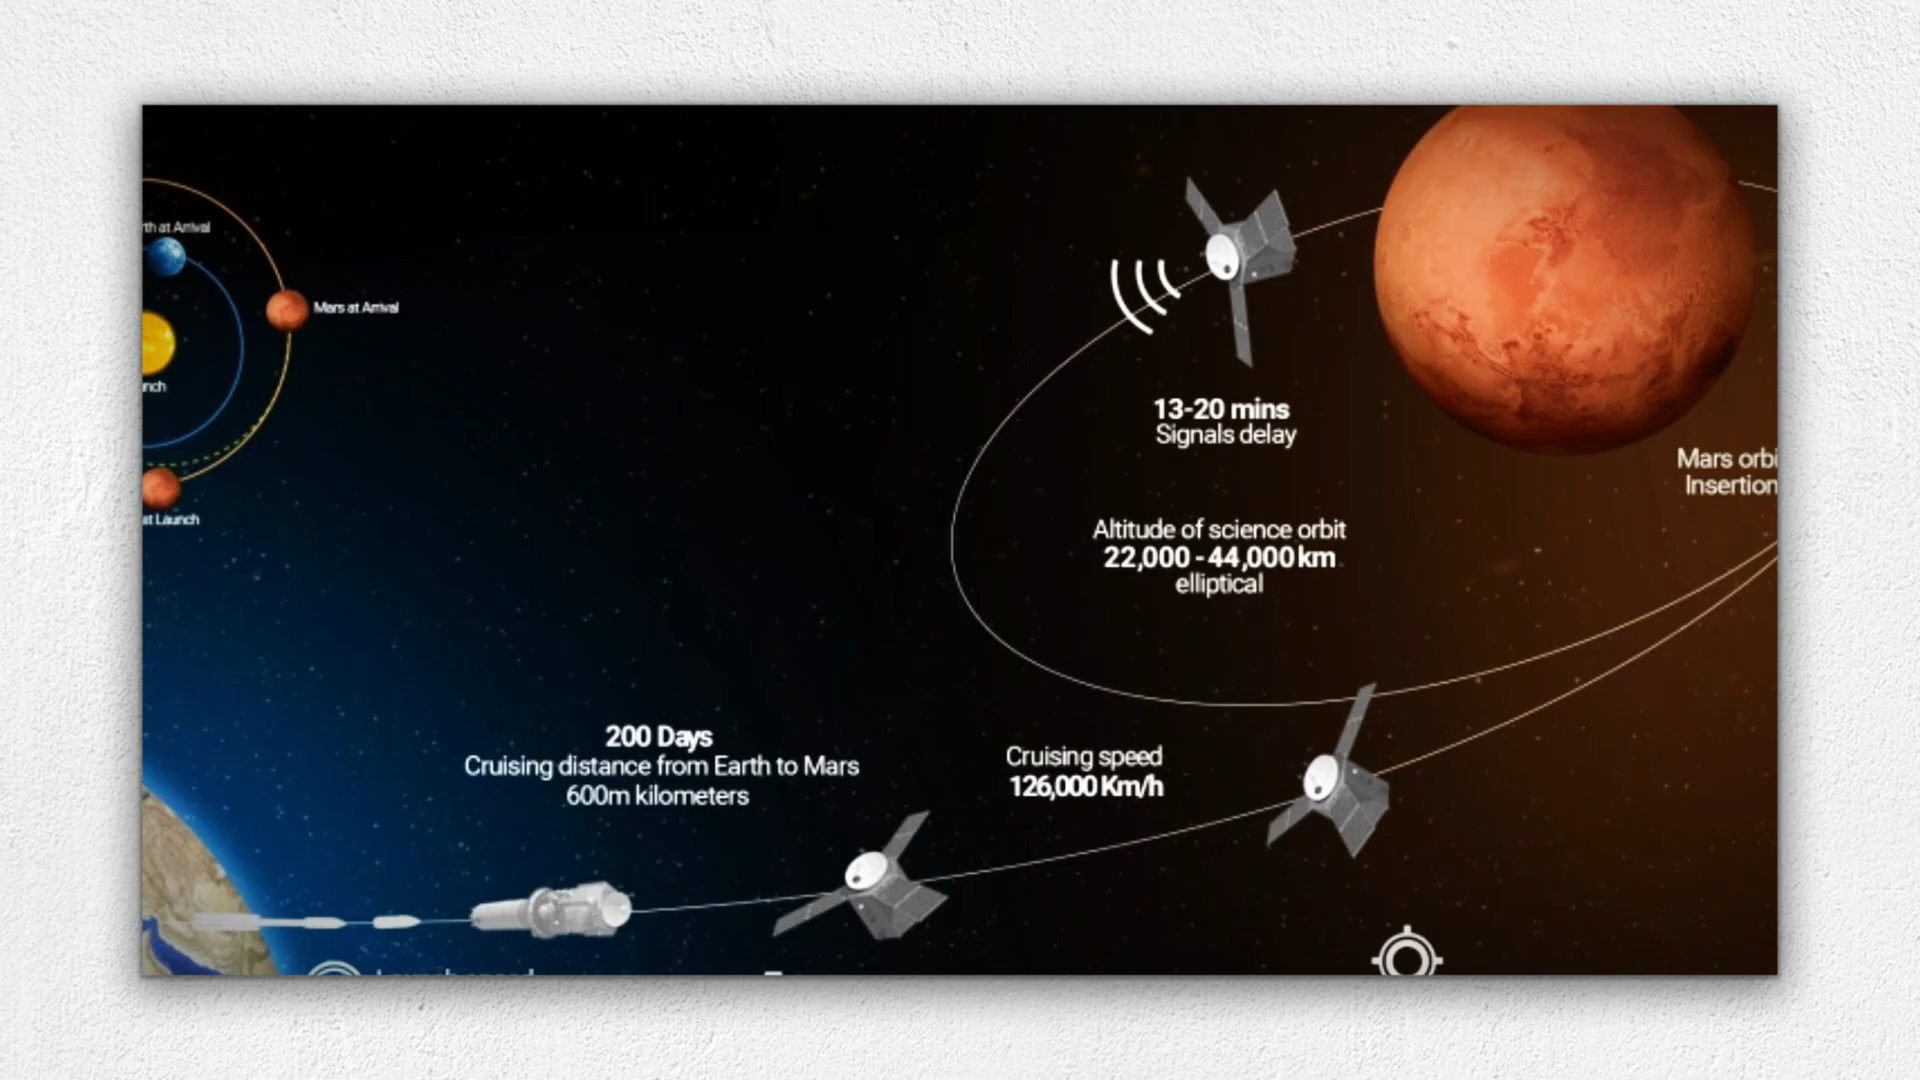 th at Arrival
Mars at Arrival
nch
at Launch
13-20 mins
Signals delay
Mars orbi
Insertion
Altitude of science orbit
22,000 - 44,000 km
elliptical
200 Days
Cruising distance from Earth to Mars
600m kilometers
Cruising speed
126,000 Km/h